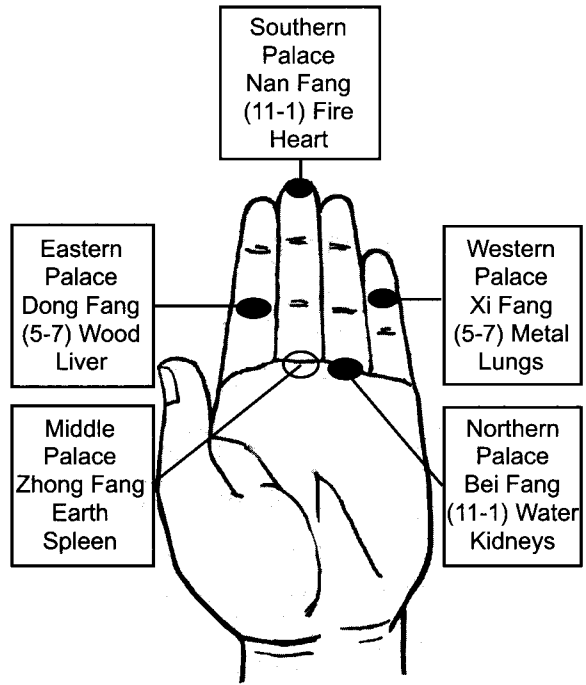 Southern
Palace
Nan Fang
(11-1) Fire
Heart
Eastern
Palace
Dong Fang
(5-7) Wood
Liver
Western
Palace
Xi Fang
(5-7) Metal
Lungs
Middle
Palace
Zhong Fang
Earth
Spleen
Northern
Palace
Bei Fang
(11-1) Water
Kidneys